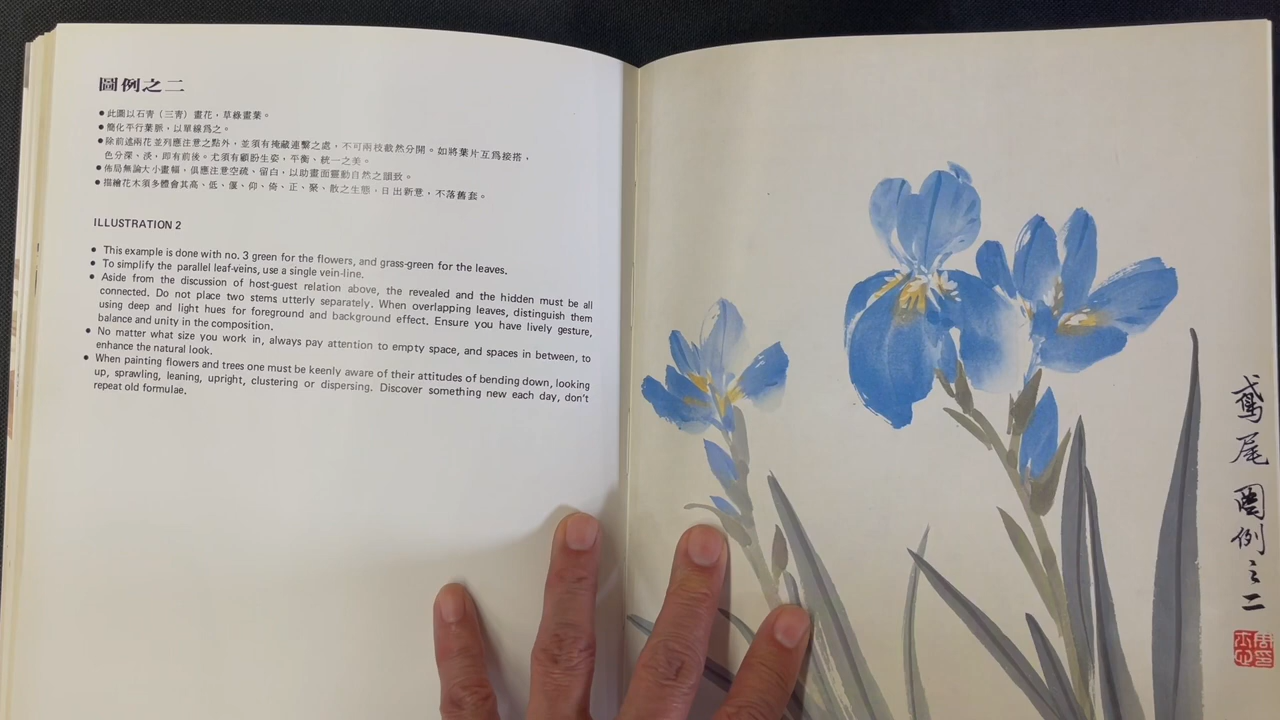 圖例之二
●此圖以石青（三青）畫花，草綠畫葉。
●簡化平行葉脈，以單線爲之。
●除前述兩花並列應注意之點外，並須有掩藏連繫之處，不可兩枝截然分開。如將葉片互爲接搭，
色分深、淡，即有前後。尤須有顧盼生姿，平衡、統一之美。
●佈局無論大小畫幅，俱應注意空疏、留白，以助畫面靈動自然之韻致。
●描繪花木須多體會其高、低、偃、仰、倚、正、聚、散之生態，日出新意，不落舊套。
ILLUSTRATION 2
● This example is done with no. 3 green for the flowers, and grass-green for the leaves.
● To simplify the parallel leaf-veins, use a single vein-line.
● Aside from the discussion of host-guest relation above, the revealed and the hidden must be all
connected. Do not place two stems utterly separately. When overlapping leaves, distinguish them
using deep and light hues for foreground and background effect. Ensure you have lively gesture,
balance and unity in the composition.
● No matter what size you work in, always pay attention to empty space, and spaces in between, to
enhance the natural look.
● When painting flowers and trees one must be keenly aware of their attitudes of bending down, looking
up, sprawling, leaning, upright, clustering or dispersing. Discover something new each day, don't
repeat old formulae.
鳶尾圖例之二